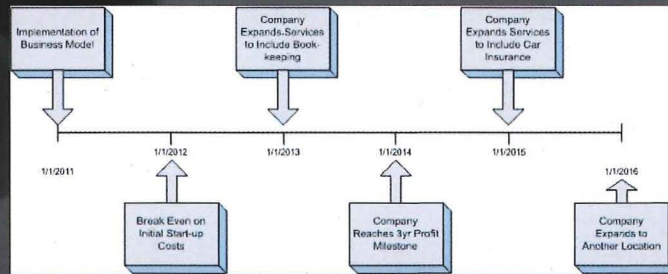 Implementation of
Business Model
Company
Expands-Services
to Include Book-
keeping
Company
Expands Services
to Include Car
Insurance
1/1/2011
1/1/2012
1/1/2013
1/1/2014
1/1/2015
1/1/2016
Break Even on
Initial Start-up
Costs
Company
Reaches 3yr Profit
Milestone
Company
Expands to
Another Location